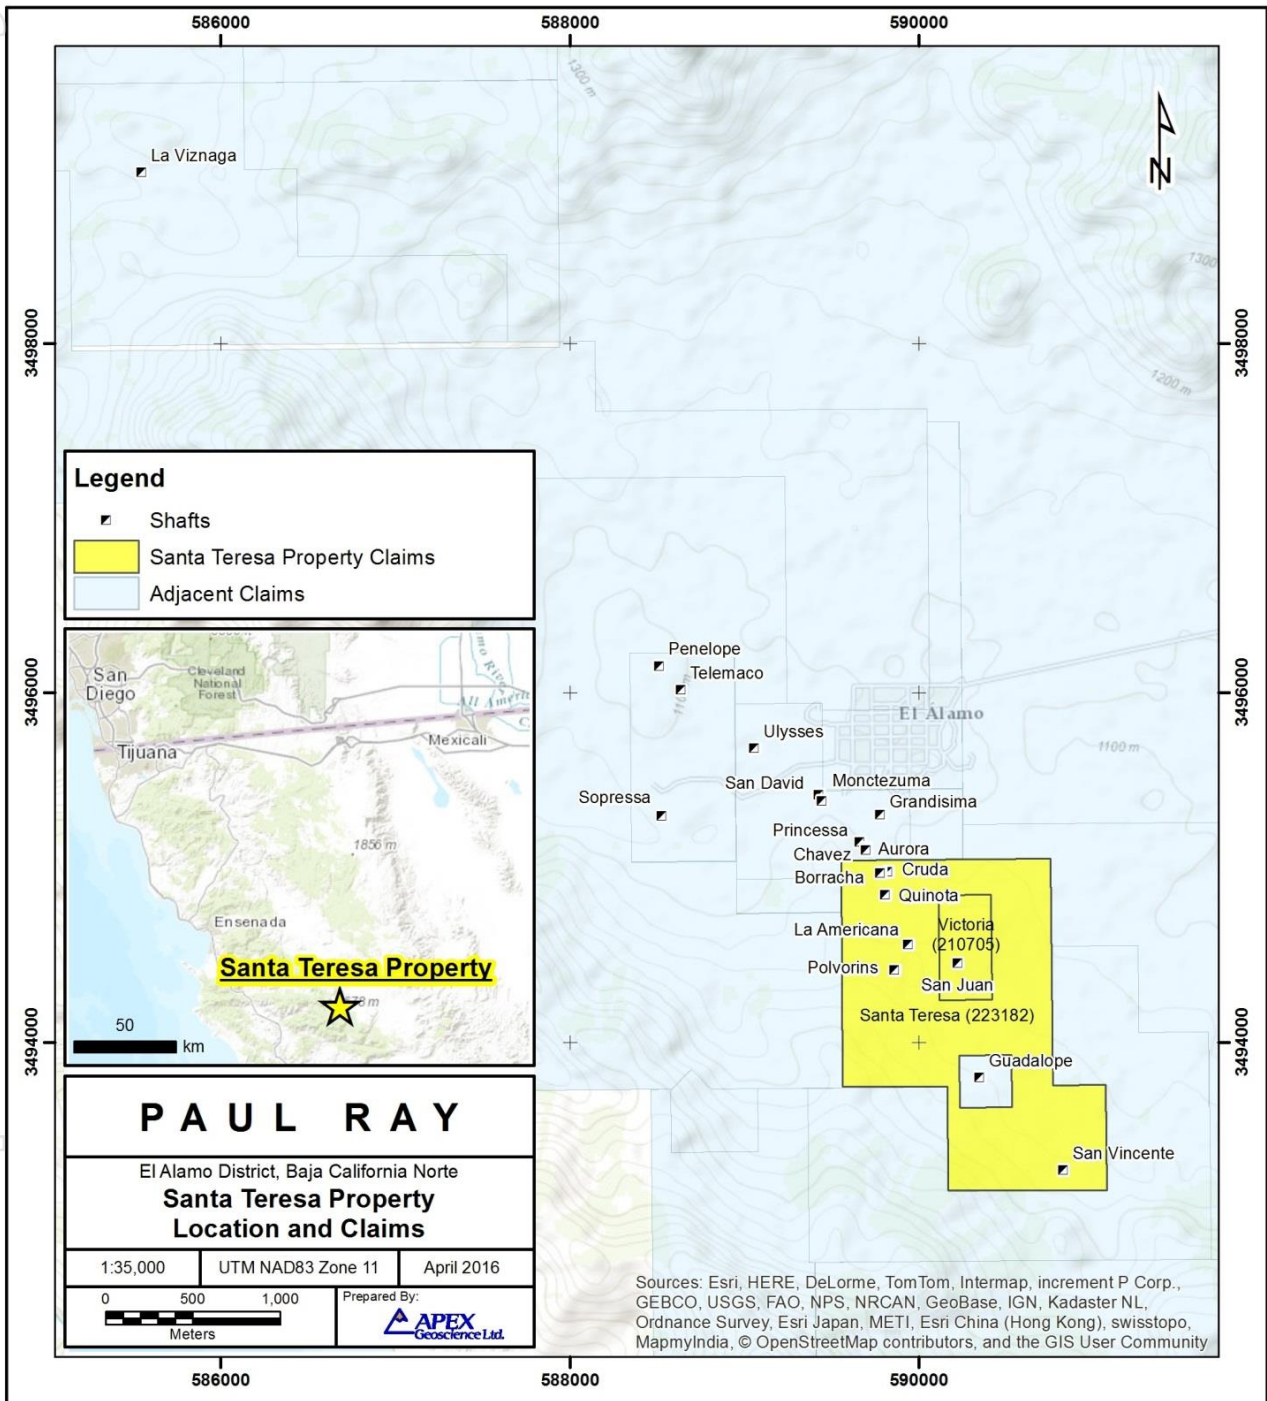 586000
588000
590000
1300 m
La Viznaga
N
1300
3498000
3498000
1200 m
Legend
Shafts
Santa Teresa Property Claims
Adjacent Claims
Penelope
Telemaco
3496000
3496000
El Alamo
Ulysses
1100 m
San David
Monctezuma
Sopressa
Grandisima
Princessa
Chavez
Aurora
Borracha
Cruda
Quinota
La Americana
Victoria
(210705)
Polvorins
San Juan
Santa Teresa (223182)
3494000
3494000
Guadalope
San Vincente
San
Diego
Cleveland
National
Forest
Tijuana
Mexicali
1856 m
Ensenada
Santa Teresa Property
50
km
PAUL RAY
El Alamo District, Baja California Norte
Santa Teresa Property
Location and Claims
1:35,000
UTM NAD83 Zone 11
April 2016
0 500 1,000
Meters
Prepared By:
APEX
Geoscience Ltd.
Sources: Esri, HERE, DeLorme, TomTom, Intermap, increment P Corp.,
GEBCO, USGS, FAO, NPS, NRCAN, GeoBase, IGN, Kadaster NL,
Ordnance Survey, Esri Japan, METI, Esri China (Hong Kong), swisstopo,
MapmyIndia, © OpenStreetMap contributors, and the GIS User Community
586000
588000
590000